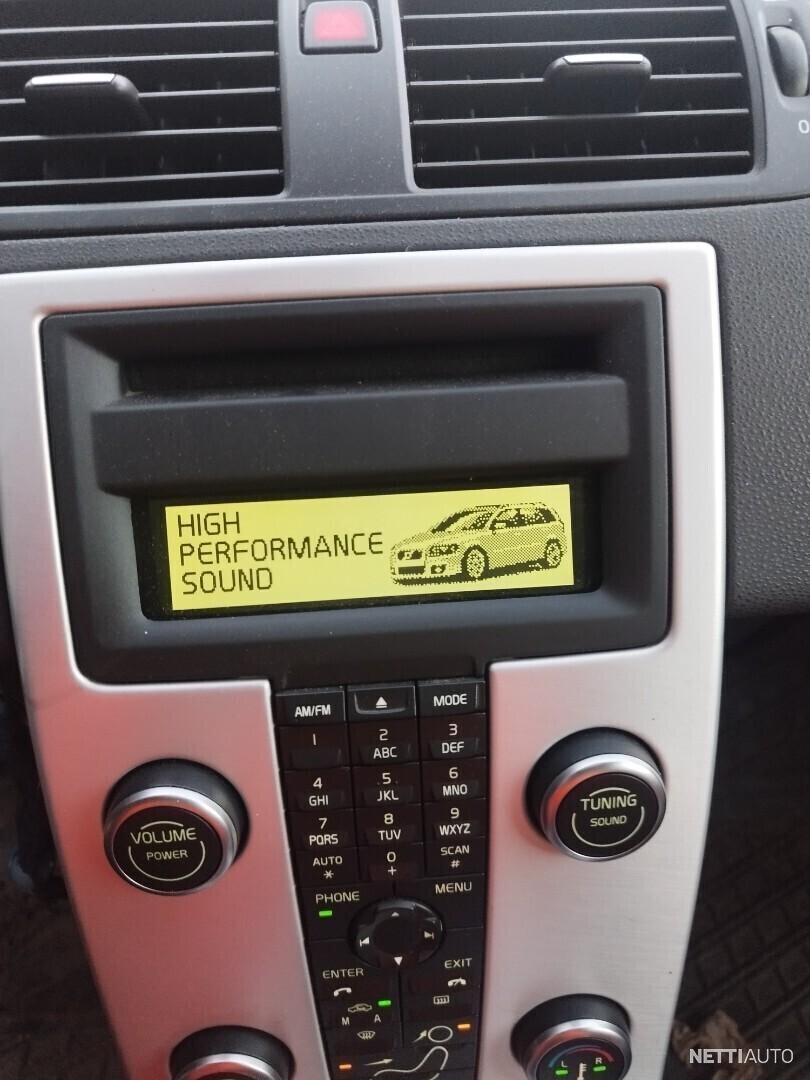 0
HIGH
PERFORMANCE
SOUND
AM/FM
MODE
1
2
ABC
3
DEF
4
GHI
5
JKL
6
MNO
7
PQRS
8
TUV
9
WXYZ
AUTO
*
0
+
SCAN
#
VOLUME
POWER
TUNING
SOUND
PHONE
MENU
ENTER
EXIT
M A
L R
NETTIAUTO